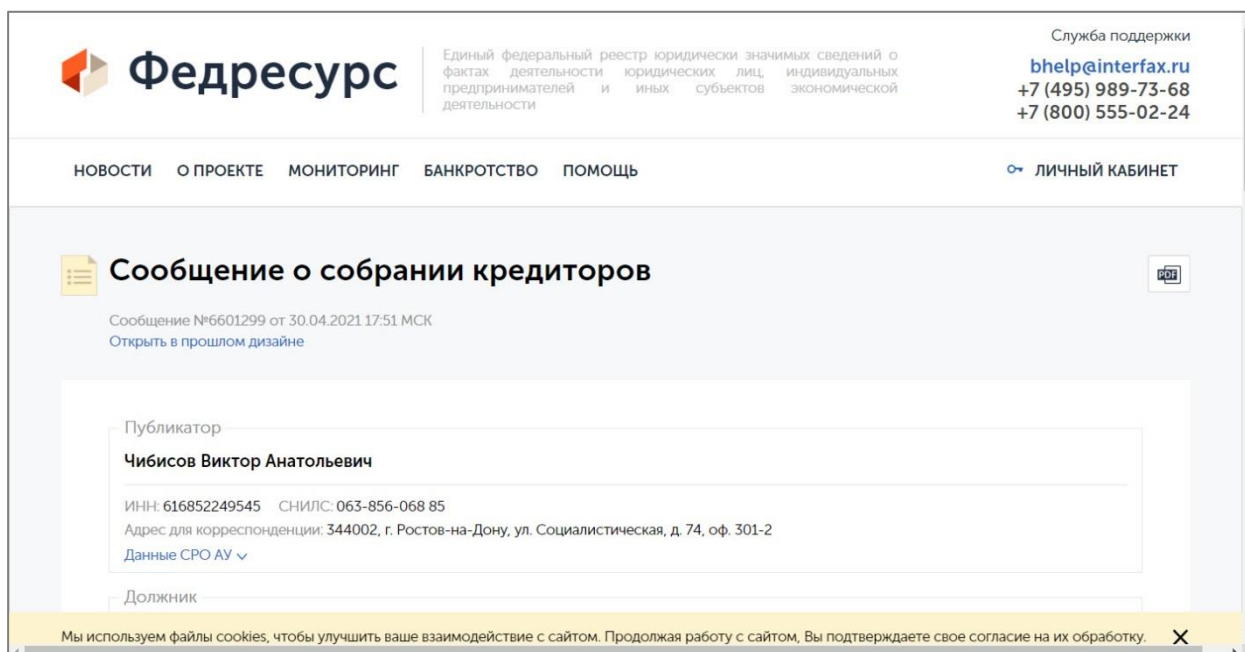 Федресурс
Единый федеральный реестр юридически значимых сведений о
фактах деятельности юридических лиц, индивидуальных
предпринимателей и иных субъектов экономической
деятельности
Служба поддержки
bhelp@interfax.ru
+7 (495) 989-73-68
+7 (800) 555-02-24
НОВОСТИ О ПРОЕКТЕ МОНИТОРИНГ БАНКРОТСТВО ПОМОЩЬ ЛИЧНЫЙ КАБИНЕТ
Сообщение о собрании кредиторов
PDF
Сообщение №6601299 от 30.04.2021 17:51 МСК
Открыть в прошлом дизайне
Публикатор
Чибисов Виктор Анатольевич
ИНН: 616852249545 СНИЛС: 063-856-068 85
Адрес для корреспонденции: 344002, г. Ростов-на-Дону, ул. Социалистическая, д. 74, оф. 301-2
Данные СРО АУ
Должник
Мы используем файлы cookies, чтобы улучшить ваше взаимодействие с сайтом. Продолжая работу с сайтом, Вы подтверждаете свое согласие на их обработку.